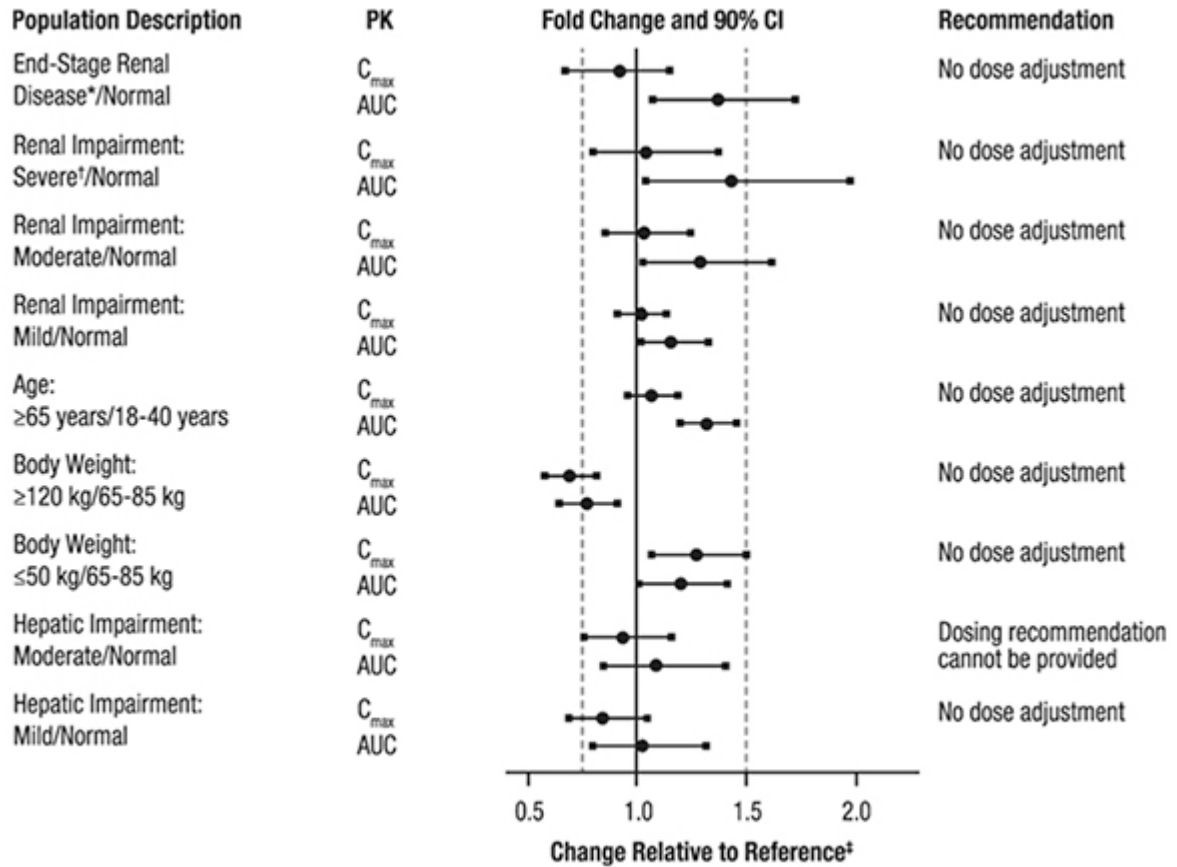 Population Description PK Fold Change and 90% CI Recommendation
End-Stage Renal Cmax No dose adjustment
Disease*/Normal AUC
Renal Impairment: Cmax No dose adjustment
Severe†/Normal AUC
Renal Impairment: Cmax No dose adjustment
Moderate/Normal AUC
Renal Impairment: Cmax No dose adjustment
Mild/Normal AUC
Age: Cmax No dose adjustment
≥65 years/18-40 years AUC
Body Weight: Cmax No dose adjustment
≥120 kg/65-85 kg AUC
Body Weight: Cmax No dose adjustment
≤50 kg/65-85 kg AUC
Hepatic Impairment: Cmax Dosing recommendation
Moderate/Normal AUC cannot be provided
Hepatic Impairment: Cmax No dose adjustment
Mild/Normal AUC
0.5 1.0 1.5 2.0
Change Relative to Reference‡